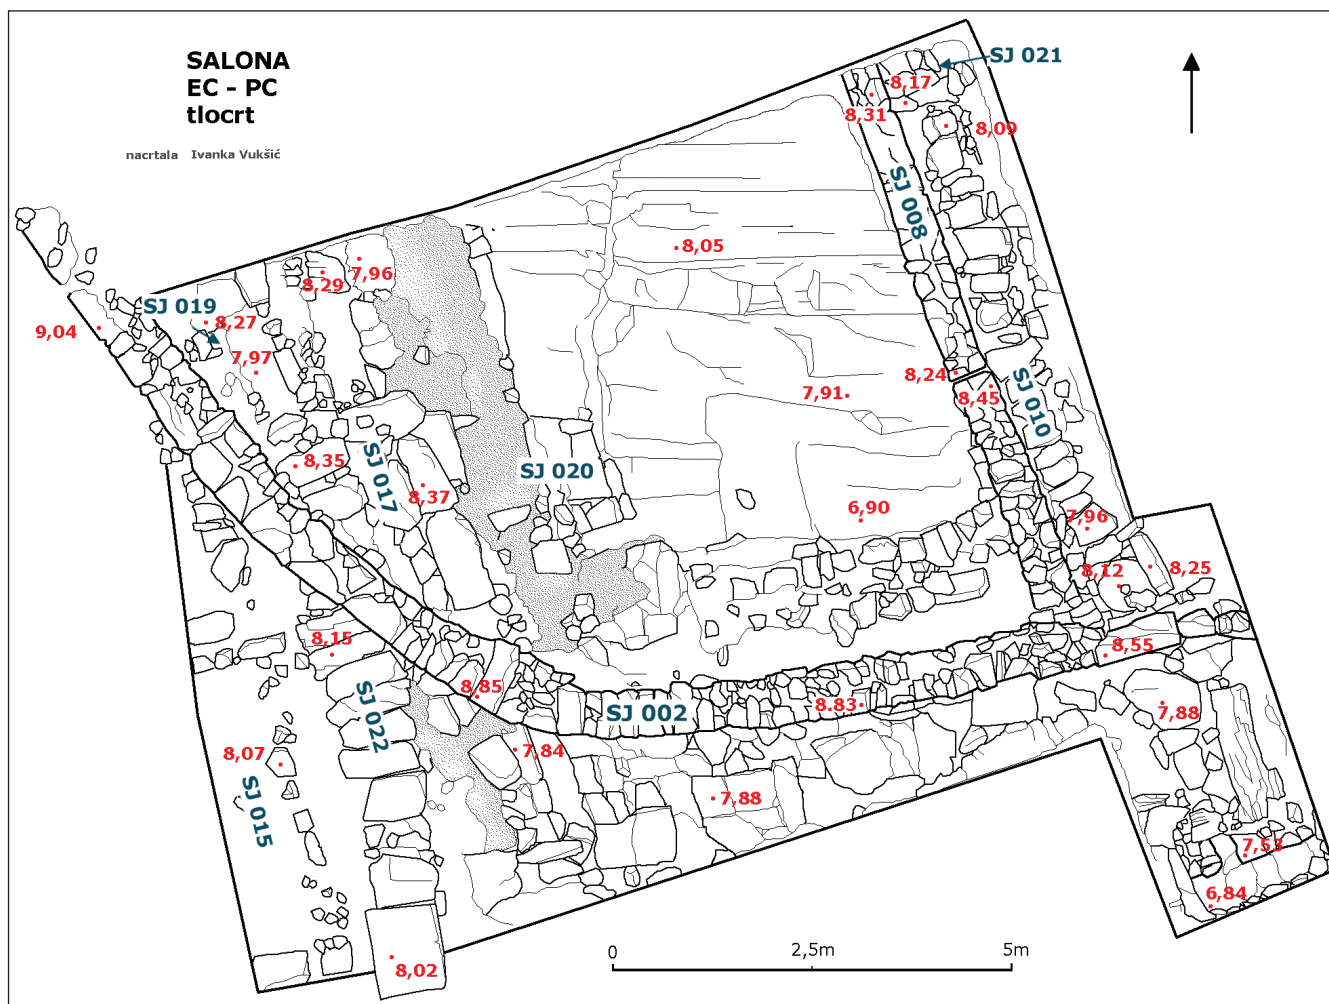 SALONA
EC - PC
tlocrt
nacrtala Ivanka Vukšić
SJ 021
8,17
8,31
8,09
SJ 008
8,05
7,96
8,29
SJ 019
8,27
9,04
7,97
8,24
7,91
8,45
SJ 010
8,35
SJ 017
8,37
SJ 020
6,90
7,96
8,12
8,25
8,15
8,55
8,85
SJ 022
SJ 002
8.83
7,88
7,84
8,07
SJ 015
7,88
7,53
6,84
8,02
0 2,5m 5m